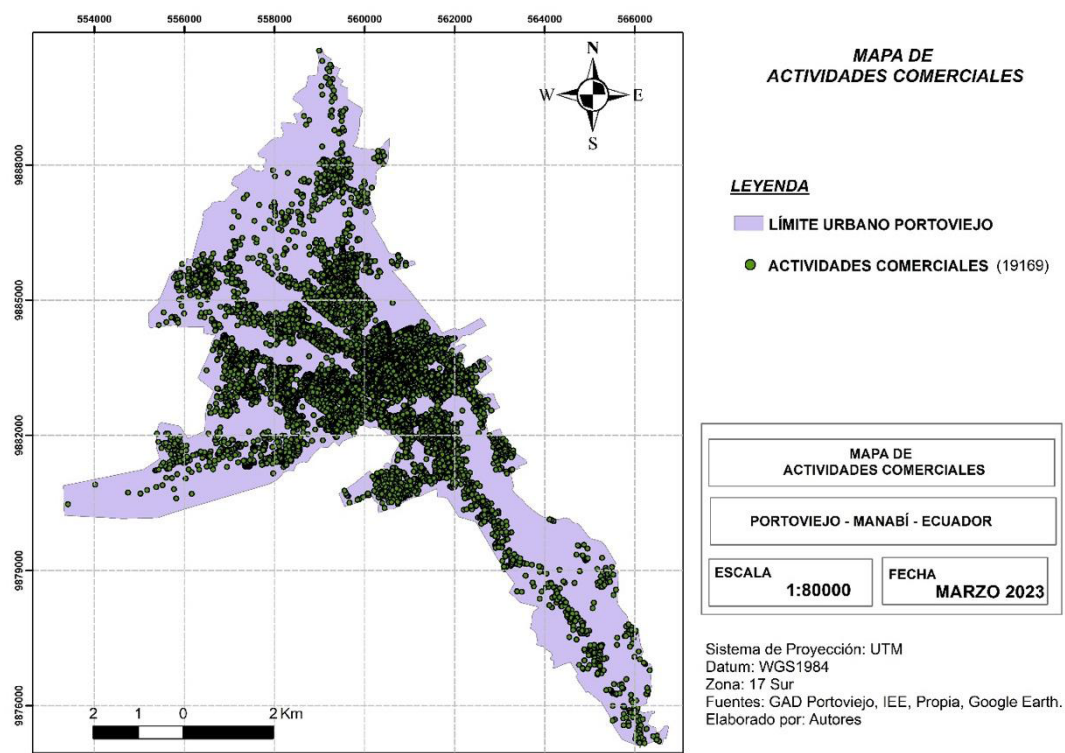 554000 556000 558000 560000 562000 564000 566000
9888000
9885000
9882000
9879000
9876000
N
W E
S
2 1 0 2 Km
MAPA DE
ACTIVIDADES COMERCIALES
LEYENDA
LÍMITE URBANO PORTOVIEJO
ACTIVIDADES COMERCIALES (19169)
MAPA DE
ACTIVIDADES COMERCIALES
PORTOVIEJO - MANABÍ - ECUADOR
ESCALA
1:80000
FECHA
MARZO 2023
Sistema de Proyección: UTM
Datum: WGS1984
Zona: 17 Sur
Fuentes: GAD Portoviejo, IEE, Propia, Google Earth.
Elaborado por: Autores